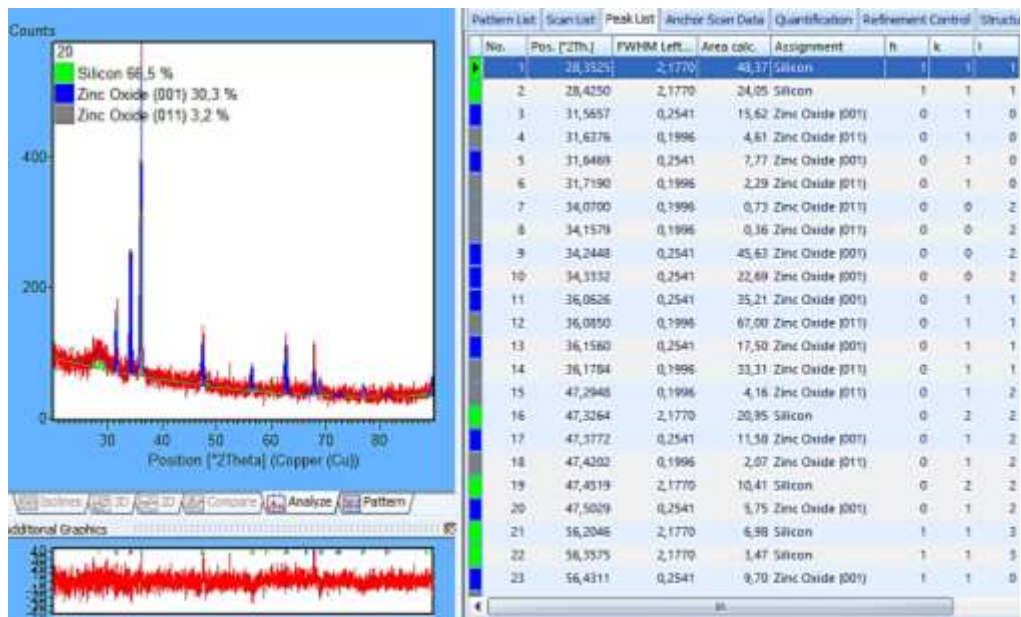 Counts
20
Silicon 66,5 %
Zinc Oxide (001) 30,3 %
Zinc Oxide (011) 3,2 %
400
200
0
30 40 50 60 70 80
Position [°2Theta] (Copper (Cu))
Isolines 3D 2D Compare Analyze Pattern
Additional Graphics
Pattern List Scan List Peak List Anchor Scan Data Quantification Refinement Control Structu
No. Pos. [°2Th.] FWHM Left... Area calc. Assignment h k l
1 28,3525 2,1770 48,37 Silicon 1 1 1
2 28,4250 2,1770 24,05 Silicon 1 1 1
3 31,5657 0,2541 15,62 Zinc Oxide (001) 0 1 0
4 31,6376 0,1996 4,61 Zinc Oxide (011) 0 1 0
5 31,6469 0,2541 7,77 Zinc Oxide (001) 0 1 0
6 31,7190 0,1996 2,29 Zinc Oxide (011) 0 1 0
7 34,0700 0,1996 0,73 Zinc Oxide (011) 0 0 2
8 34,1579 0,1996 0,36 Zinc Oxide (011) 0 0 2
9 34,2448 0,2541 45,63 Zinc Oxide (001) 0 0 2
10 34,3332 0,2541 22,69 Zinc Oxide (001) 0 0 2
11 36,0626 0,2541 35,21 Zinc Oxide (001) 0 1 1
12 36,0850 0,1996 67,00 Zinc Oxide (011) 0 1 1
13 36,1560 0,2541 17,50 Zinc Oxide (001) 0 1 1
14 36,1784 0,1996 33,31 Zinc Oxide (011) 0 1 1
15 47,2948 0,1996 4,16 Zinc Oxide (011) 0 1 2
16 47,3264 2,1770 20,95 Silicon 0 2 2
17 47,3772 0,2541 11,58 Zinc Oxide (001) 0 1 2
18 47,4202 0,1996 2,07 Zinc Oxide (011) 0 1 2
19 47,4519 2,1770 10,41 Silicon 0 2 2
20 47,5029 0,2541 5,75 Zinc Oxide (001) 0 1 2
21 56,2046 2,1770 6,98 Silicon 1 1 3
22 56,3575 2,1770 3,47 Silicon 1 1 3
23 56,4311 0,2541 9,70 Zinc Oxide (001) 1 1 0